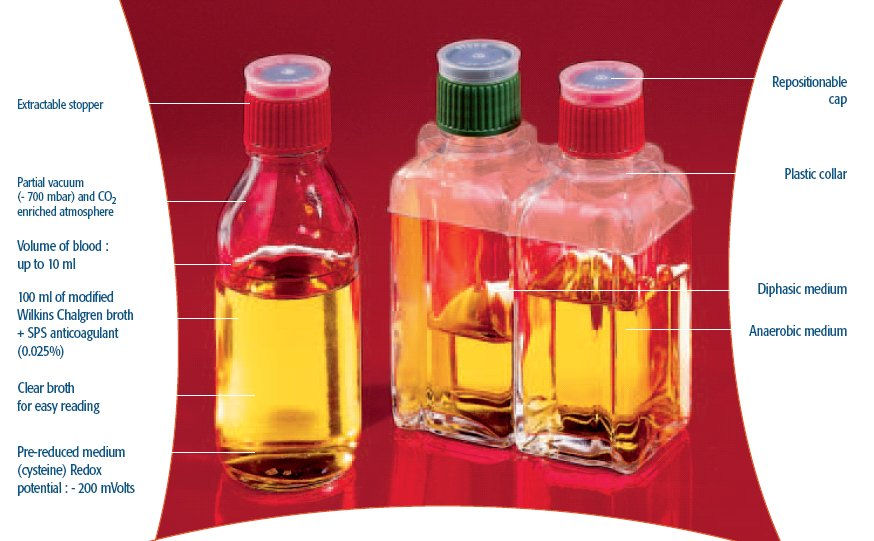 Extractable stopper
Partial vacuum
(- 700 mbar) and CO2
enriched atmosphere
Volume of blood :
up to 10 ml
100 ml of modified
Wilkins Chalgren broth
+ SPS anticoagulant
(0.025%)
Clear broth
for easy reading
Pre-reduced medium
(cysteine) Redox
potential : - 200 mVolts
Repositionable
cap
Plastic collar
Diphasic medium
Anaerobic medium